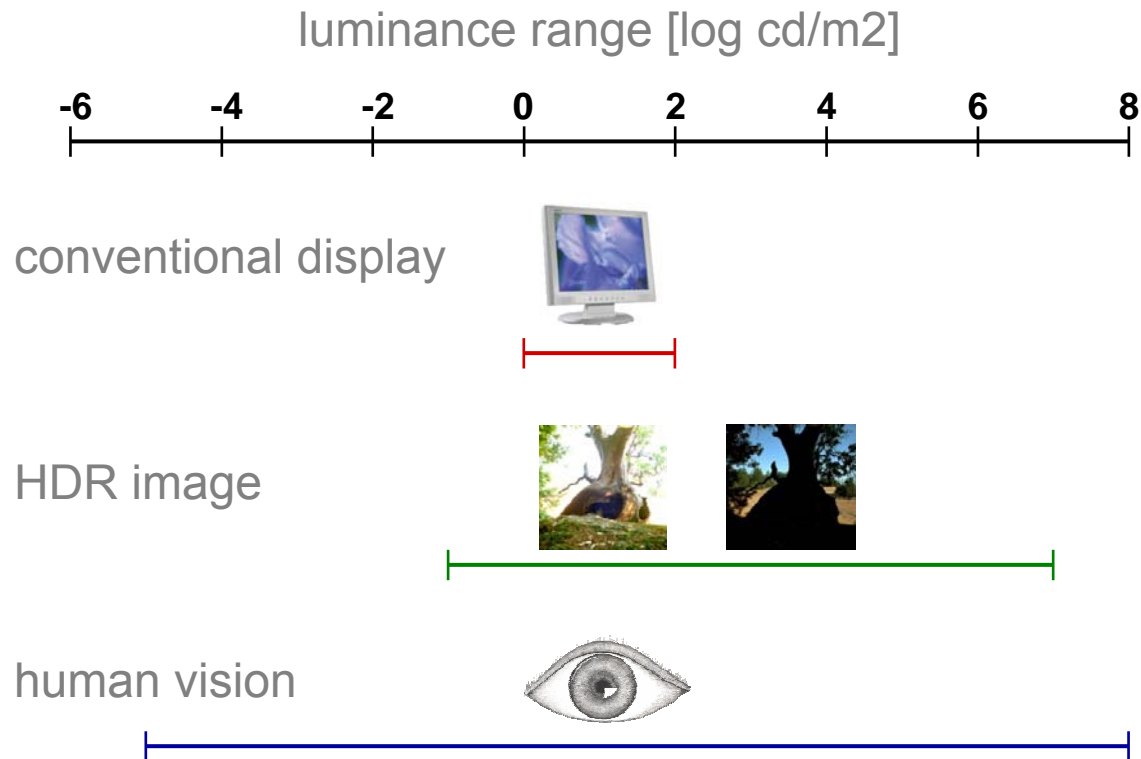 luminance range [log cd/m2]
-6 -4 -2 0 2 4 6 8
conventional display
HDR image
human vision